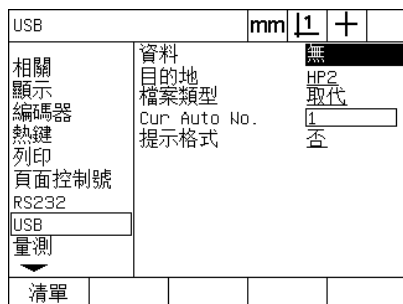 USB mm 1
相關
顯示
編碼器
熱鍵
列印
頁面控制號
RS232
USB
量測
資料 無
目的地 HP2
檔案類型 取代
Cur Auto No. 1
提示格式 否
清單